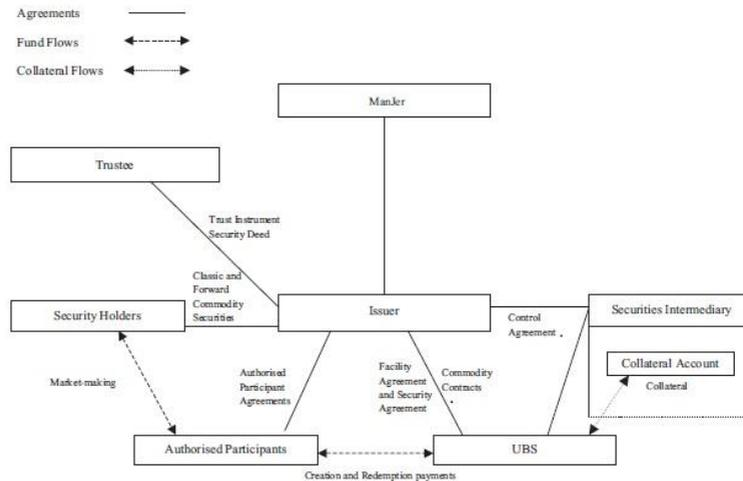 Agreements
Fund Flows
Collateral Flows
ManJer
Trustee
Trust Instrument
Security Deed
Classic and
Forward
Commodity
Securities
Security Holders
Issuer
Control
Agreement
Securities Intermediary
Collateral Account
Collateral
Market-making
Authorised
Participant
Agreements
Facility
Agreement
and Security
Agreement
Commodity
Contracts
Authorised Participants
UBS
Creation and Redemption payments